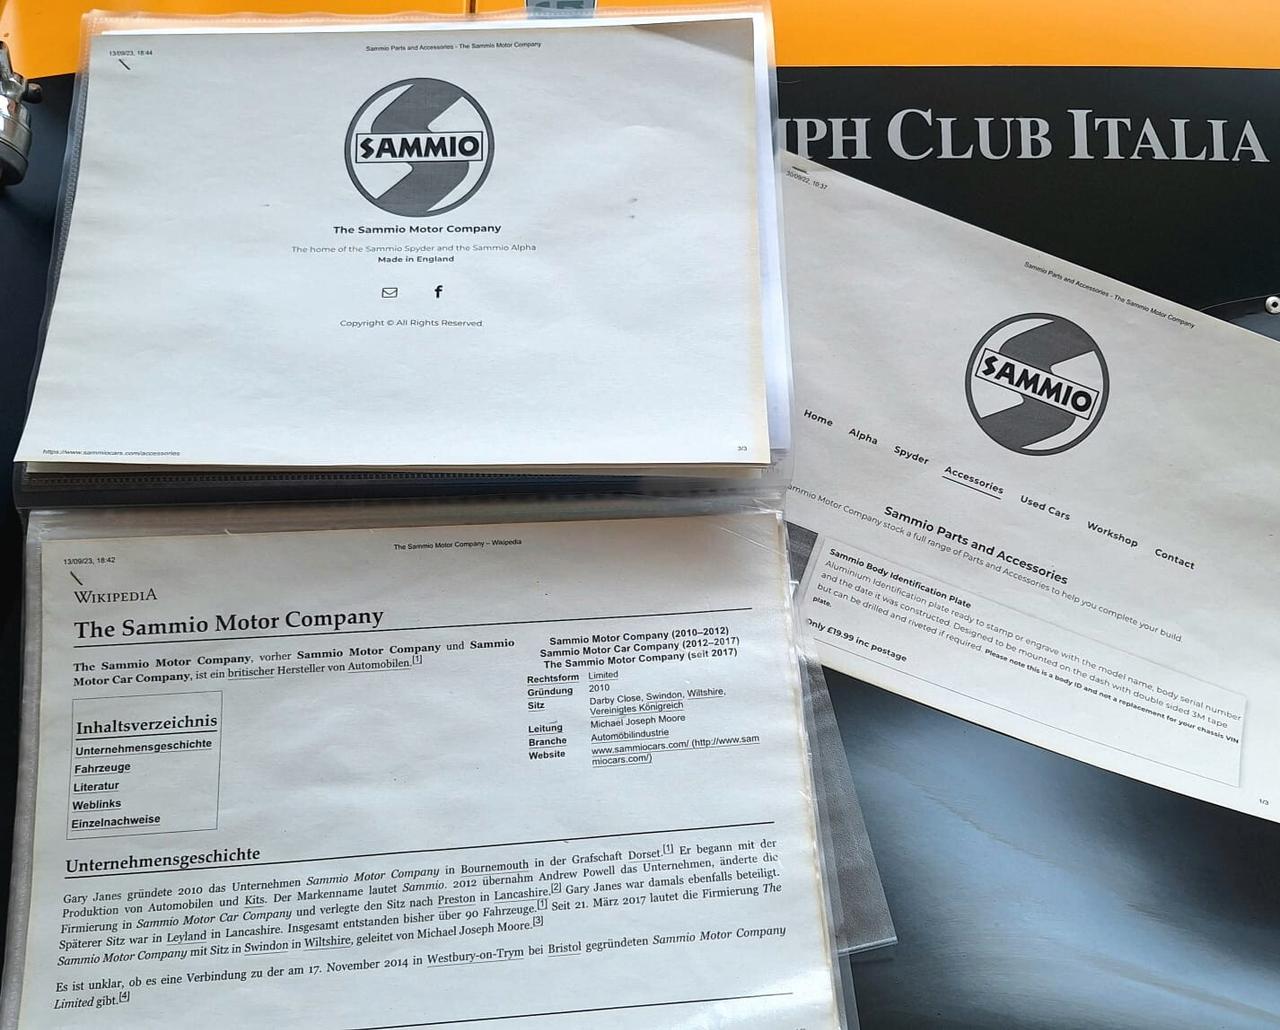 13/09/23, 18:44
Sammio Parts and Accessories - The Sammio Motor Company
SAMMIO
The Sammio Motor Company
The home of the Sammio Spyder and the Sammio Alpha
Made in England
f
Copyright © All Rights Reserved
https://www.sammiocars.com/accessories
3/3
IPH CLUB ITALIA
30/09/22, 18:37
Sammio Parts and Accessories - The Sammio Motor Company
SAMMIO
Home Alpha Spyder Accessories Used Cars Workshop Contact
Sammio Parts and Accessories
ammio Motor Company stock a full range of Parts and Accessories to help you complete your build.
Sammio Body Identification Plate
Aluminium Identification plate ready to stamp or engrave with the model name, body serial number
and the date it was constructed. Designed to be mounted on the dash with double sided 3M tape
but can be drilled and riveted if required. Please note this is a body ID and not a replacement for your chassis VIN
plate.
Only £19.99 inc postage
1/3
13/09/23, 18:42
The Sammio Motor Company – Wikipedia
WIKIPEDIA
The Sammio Motor Company
The Sammio Motor Company, vorher Sammio Motor Company und Sammio
Motor Car Company, ist ein britischer Hersteller von Automobilen.[1]
Sammio Motor Company (2010–2012)
Sammio Motor Car Company (2012–2017)
The Sammio Motor Company (seit 2017)
Rechtsform Limited
Gründung 2010
Sitz Darby Close, Swindon, Wiltshire,
Vereinigtes Königreich
Leitung Michael Joseph Moore
Branche Automobilindustrie
Website www.sammiocars.com/ (http://www.sam
miocars.com/)
Inhaltsverzeichnis
Unternehmensgeschichte
Fahrzeuge
Literatur
Weblinks
Einzelnachweise
Unternehmensgeschichte
Gary Janes gründete 2010 das Unternehmen Sammio Motor Company in Bournemouth in der Grafschaft Dorset.[1] Er begann mit der
Produktion von Automobilen und Kits. Der Markenname lautet Sammio. 2012 übernahm Andrew Powell das Unternehmen, änderte die
Firmierung in Sammio Motor Car Company und verlegte den Sitz nach Preston in Lancashire.[2] Gary Janes war damals ebenfalls beteiligt.
Späterer Sitz war in Leyland in Lancashire. Insgesamt entstanden bisher über 90 Fahrzeuge.[1] Seit 21. März 2017 lautet die Firmierung The
Sammio Motor Company mit Sitz in Swindon in Wiltshire, geleitet von Michael Joseph Moore.[3]
Es ist unklar, ob es eine Verbindung zu der am 17. November 2014 in Westbury-on-Trym bei Bristol gegründeten Sammio Motor Company
Limited gibt.[4]